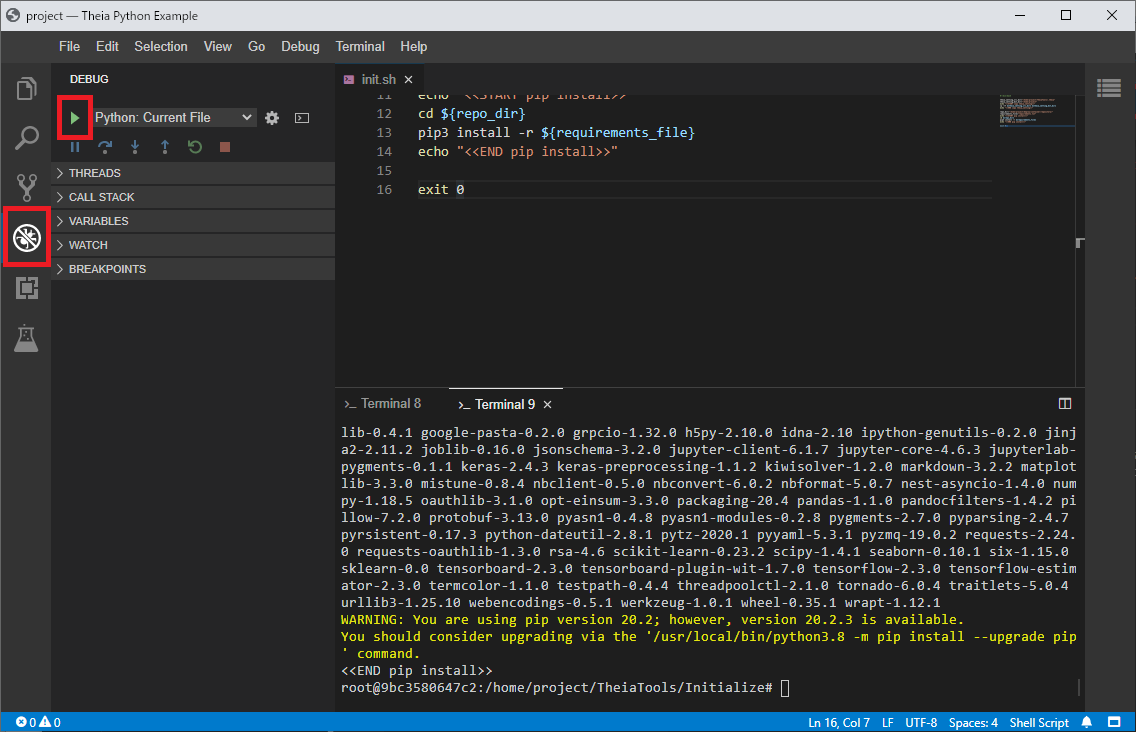 project — Theia Python Example
File Edit Selection View Go Debug Terminal Help
DEBUG
Python: Current File
THREADS
CALL STACK
VARIABLES
WATCH
BREAKPOINTS
init.sh
11 echo "<<START pip install>>"
12 cd ${repo_dir}
13 pip3 install -r ${requirements_file}
14 echo "<<END pip install>>"
15
16 exit 0
>_ Terminal 8 >_ Terminal 9
lib-0.4.1 google-pasta-0.2.0 grpcio-1.32.0 h5py-2.10.0 idna-2.10 ipython-genutils-0.2.0 jinj
a2-2.11.2 joblib-0.16.0 jsonschema-3.2.0 jupyter-client-6.1.7 jupyter-core-4.6.3 jupyterlab-
pygments-0.1.1 keras-2.4.3 keras-preprocessing-1.1.2 kiwisolver-1.2.0 markdown-3.2.2 matplot
lib-3.3.0 mistune-0.8.4 nbclient-0.5.0 nbconvert-6.0.2 nbformat-5.0.7 nest-asyncio-1.4.0 num
py-1.18.5 oauthlib-3.1.0 opt-einsum-3.3.0 packaging-20.4 pandas-1.1.0 pandocfilters-1.4.2 pi
llow-7.2.0 protobuf-3.13.0 pyasn1-0.4.8 pyasn1-modules-0.2.8 pygments-2.7.0 pyparsing-2.4.7
pyrsistent-0.17.3 python-dateutil-2.8.1 pytz-2020.1 pyyaml-5.3.1 pyzmq-19.0.2 requests-2.24.
0 requests-oauthlib-1.3.0 rsa-4.6 scikit-learn-0.23.2 scipy-1.4.1 seaborn-0.10.1 six-1.15.0
sklearn-0.0 tensorboard-2.3.0 tensorboard-plugin-wit-1.7.0 tensorflow-2.3.0 tensorflow-estim
ator-2.3.0 termcolor-1.1.0 testpath-0.4.4 threadpoolctl-2.1.0 tornado-6.0.4 traitlets-5.0.4
urllib3-1.25.10 webencodings-0.5.1 werkzeug-1.0.1 wheel-0.35.1 wrapt-1.12.1
WARNING: You are using pip version 20.2; however, version 20.2.3 is available.
You should consider upgrading via the '/usr/local/bin/python3.8 -m pip install --upgrade pip
' command.
<<END pip install>>
root@9bc3580647c2:/home/project/TheiaTools/Initialize#
0 0 Ln 16, Col 7 LF UTF-8 Spaces: 4 Shell Script